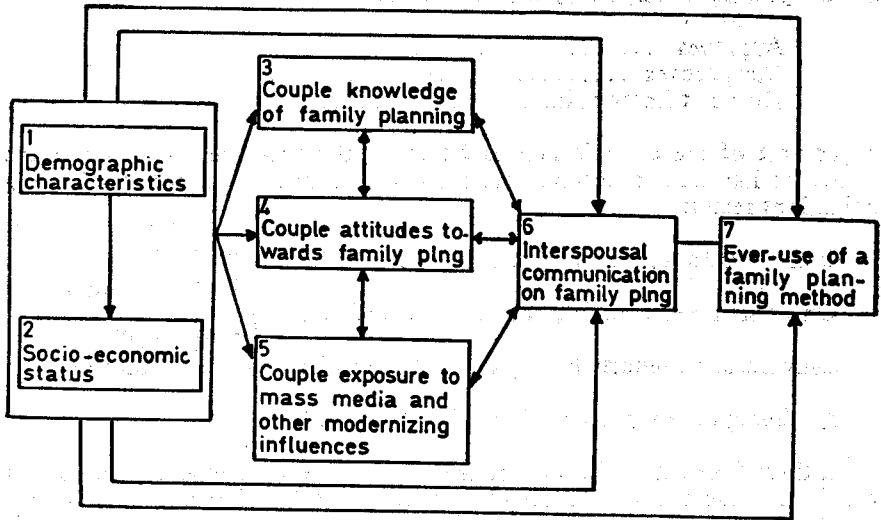 1
Demographic
characteristics
2
Socio-economic
status
3
Couple knowledge
of family planning
4
Couple attitudes to-
wards family plng
5
Couple exposure to
mass media and
other modernizing
influences
6
Interspousal
communication
on family plng
7
Ever-use of a
family plan-
ning method